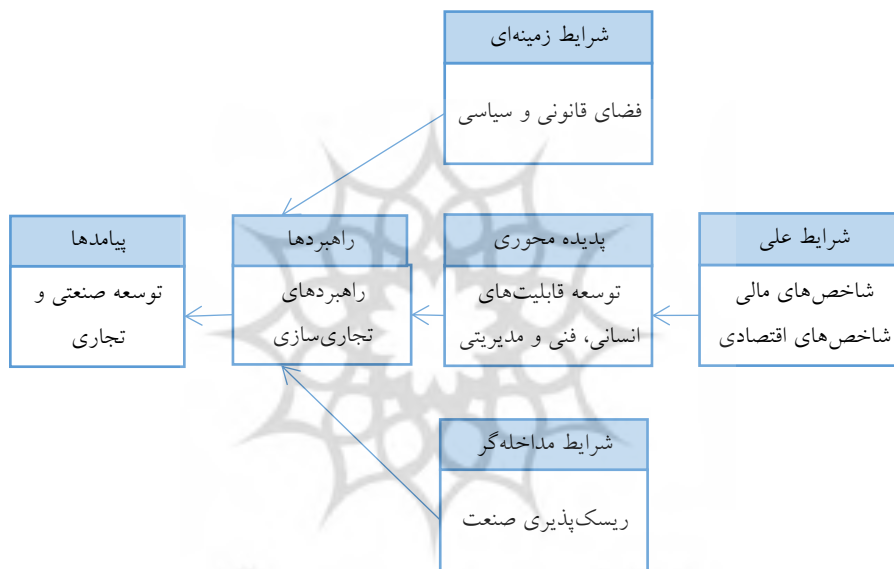 شرایط زمینه‌ای
فضای قانونی و سیاسی
شرایط علی
شاخص‌های مالی
شاخص‌های اقتصادی
پدیده محوری
توسعه قابلیت‌های
انسانی، فنی و مدیریتی
راهبردها
راهبردهای
تجاری‌سازی
پیامدها
توسعه صنعتی و
تجاری
شرایط مداخله‌گر
ریسک‌پذیری صنعت